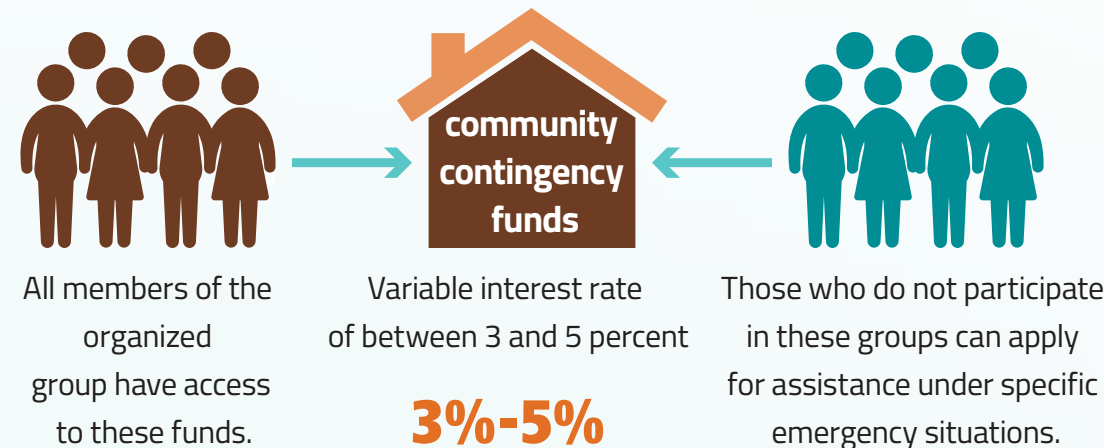 community
contingency
funds
All members of the
organized
group have access
to these funds.
Variable interest rate
of between 3 and 5 percent
3%-5%
Those who do not participate
in these groups can apply
for assistance under specific
emergency situations.